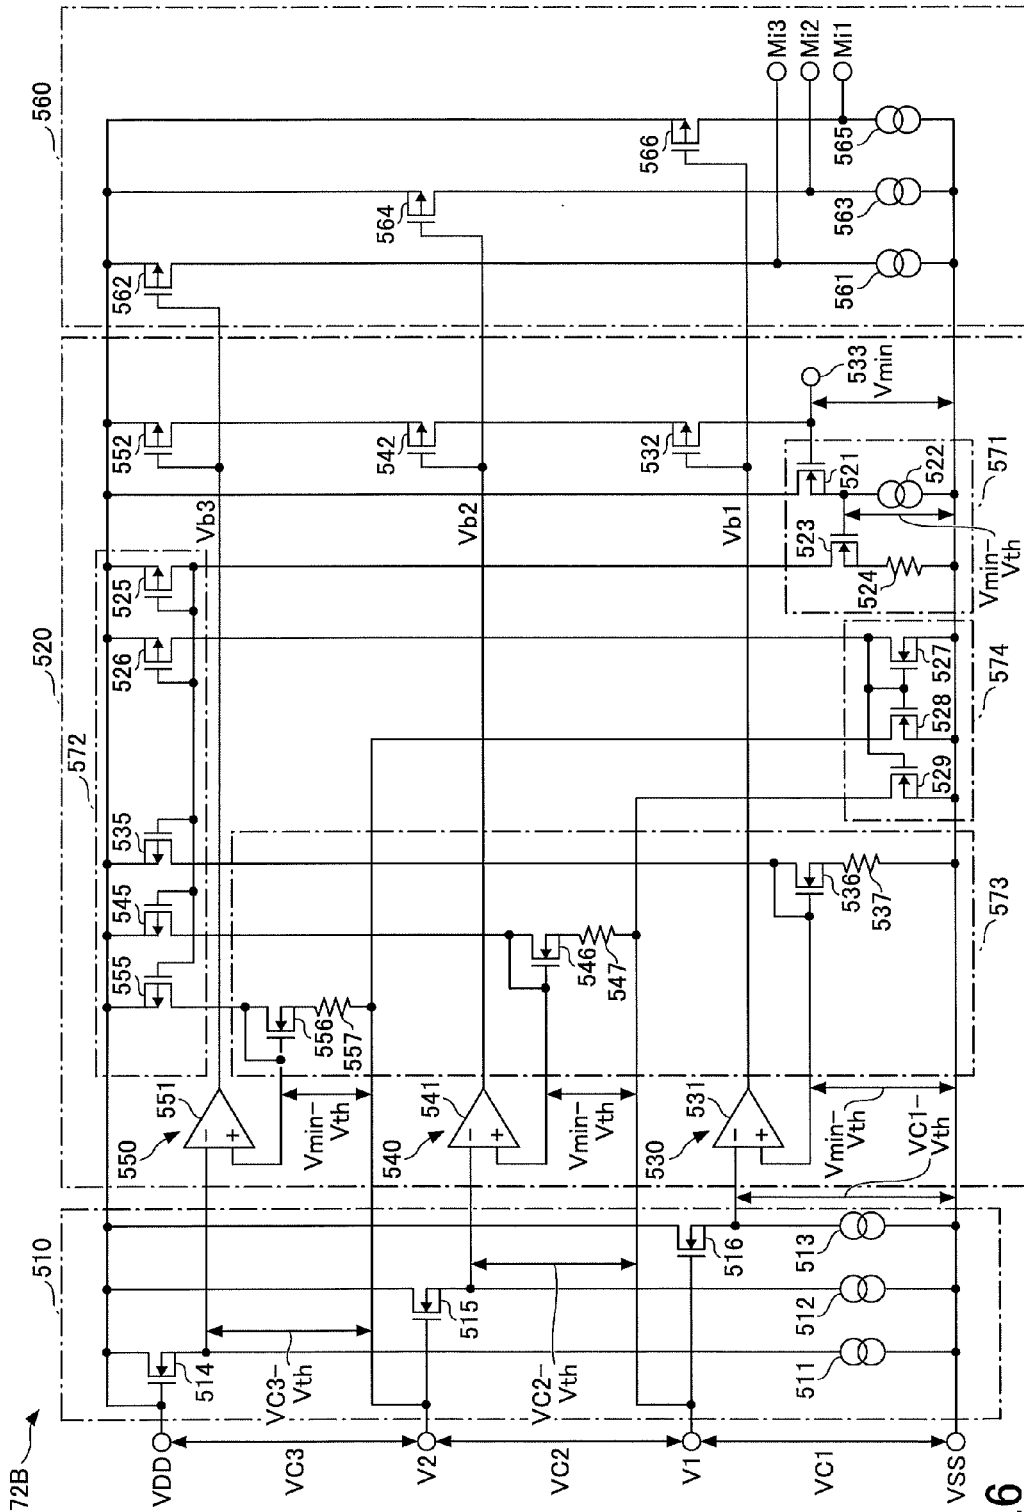 72B
510
520
560
572
VDD
VC3
V2
VC2
V1
VC1
VSS
514
515
516
511
512
513
VC3-
Vth
VC2-
Vth
VC1-
Vth
550
551
540
541
530
531
Vmin-
Vth
Vmin-
Vth
Vmin-
Vth
555
545
535
526
525
556
557
546
547
536
537
573
529
528
527
574
Vb3
Vb2
Vb1
523
524
521
522
571
Vmin-
Vth
552
542
532
533
Vmin
562
564
566
561
563
565
Mi3
Mi2
Mi1
6